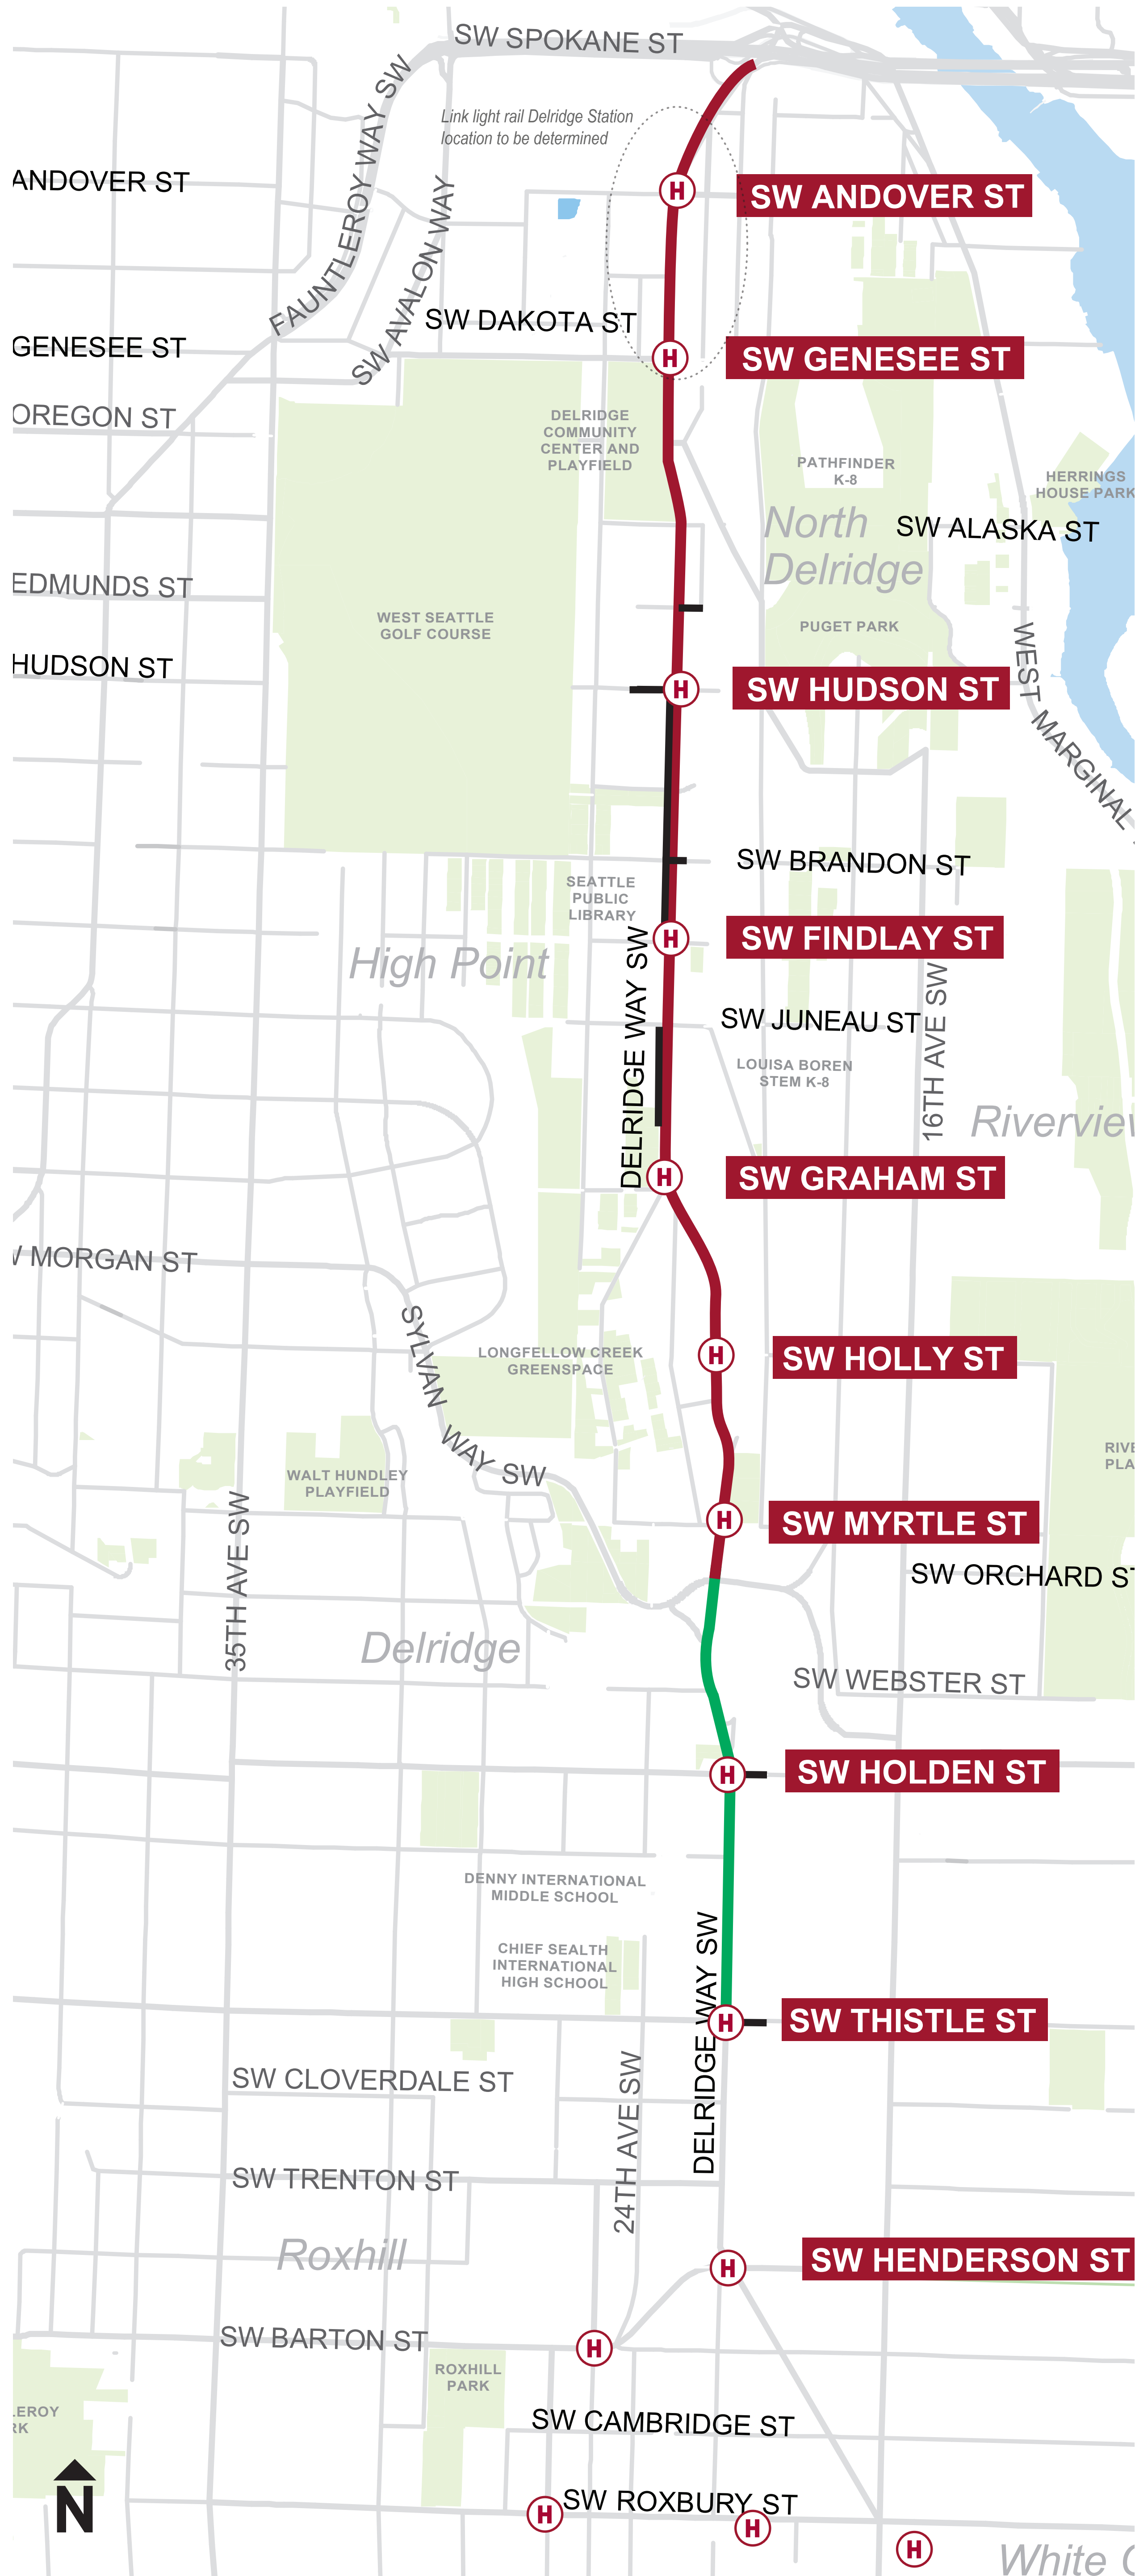 SW SPOKANE ST
FAUNTLEROY WAY SW
Link light rail Delridge Station
location to be determined
ANDOVER ST
H
SW ANDOVER ST
SW AVALON WAY
SW DAKOTA ST
GENESEE ST
H
SW GENESEE ST
OREGON ST
DELRIDGE
COMMUNITY
CENTER AND
PLAYFIELD
PATHFINDER
K-8
HERRINGS
HOUSE PARK
North
Delridge
SW ALASKA ST
EDMUNDS ST
WEST SEATTLE
GOLF COURSE
PUGET PARK
HUDSON ST
H
SW HUDSON ST
WEST MARGINAL
SW BRANDON ST
SEATTLE
PUBLIC
LIBRARY
H
SW FINDLAY ST
High Point
DELRIDGE WAY SW
SW JUNEAU ST
16TH AVE SW
LOUISA BOREN
STEM K-8
Riverview
H
SW GRAHAM ST
MORGAN ST
SYLVAN WAY SW
LONGFELLOW CREEK
GREENSPACE
H
SW HOLLY ST
WALT HUNDLEY
PLAYFIELD
RIVE
PLA
35TH AVE SW
H
SW MYRTLE ST
SW ORCHARD ST
Delridge
SW WEBSTER ST
H
SW HOLDEN ST
DENNY INTERNATIONAL
MIDDLE SCHOOL
CHIEF SEALTH
INTERNATIONAL
HIGH SCHOOL
DELRIDGE WAY SW
H
SW THISTLE ST
SW CLOVERDALE ST
24TH AVE SW
SW TRENTON ST
Roxhill
H
SW HENDERSON ST
SW BARTON ST
H
ROXHILL
PARK
LEROY
RK
SW CAMBRIDGE ST
N
H
SW ROXBURY ST
H
H
White C